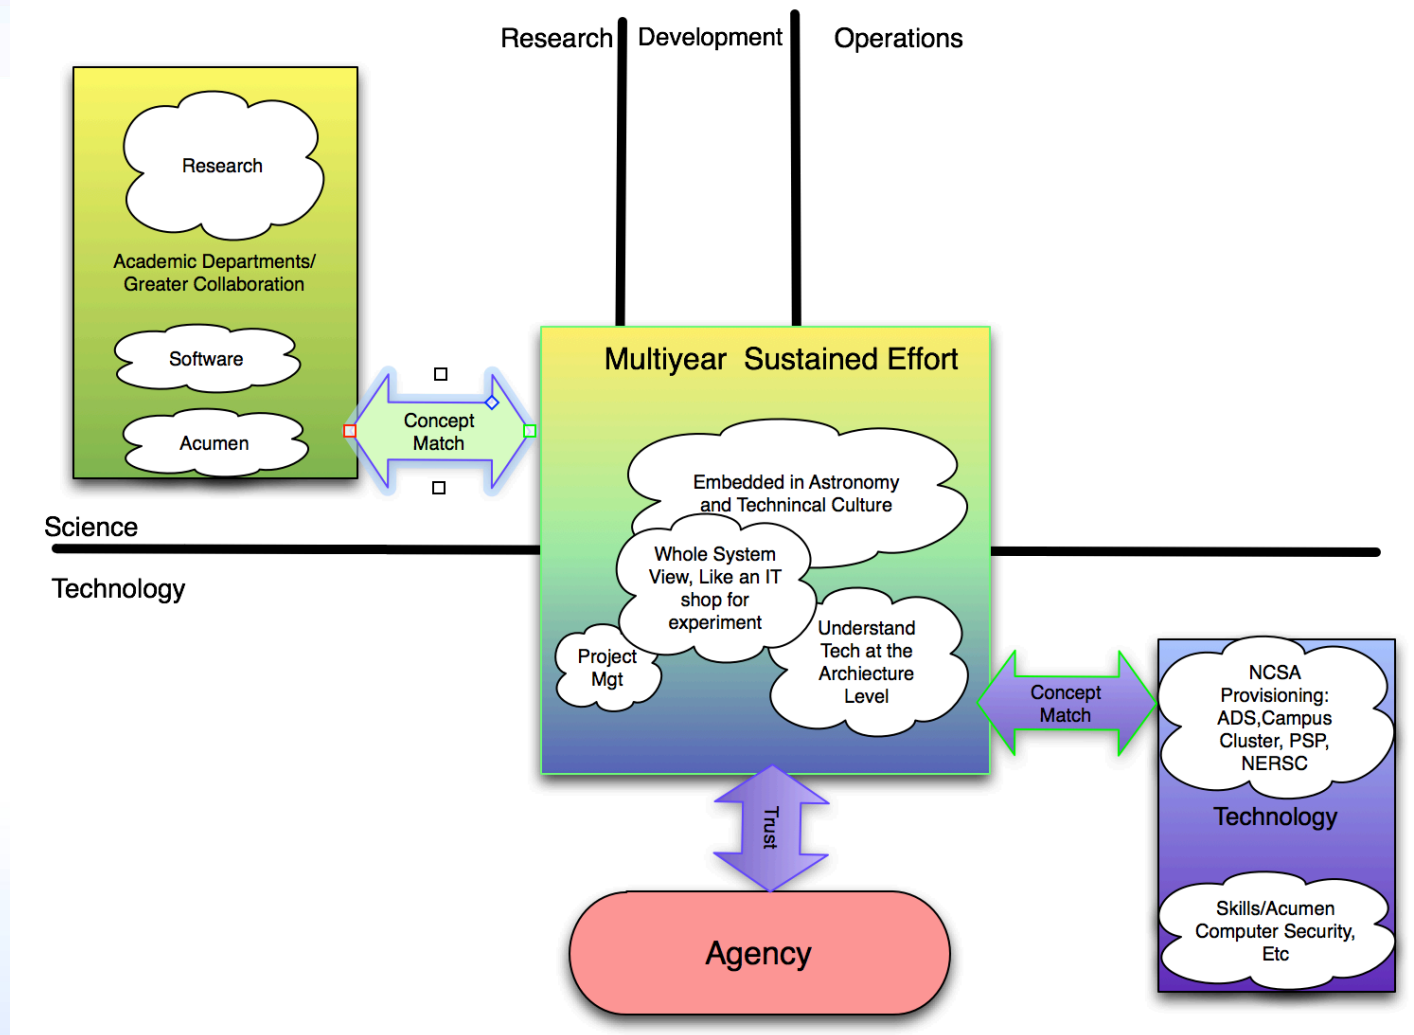 Research
Development
Operations
Research
Academic Departments/
Greater Collaboration
Software
Acumen
Concept
Match
Science
Technology
Multiyear  Sustained Effort
Embedded in Astronomy
and Technincal Culture
Whole System
View, Like an IT
shop for
experiment
Project
Mgt
Understand
Tech at the
Archiecture
Level
Concept
Match
NCSA
Provisioning:
ADS,Campus
Cluster, PSP,
NERSC
Technology
Skills/Acumen
Computer Security,
Etc
Trust
Agency